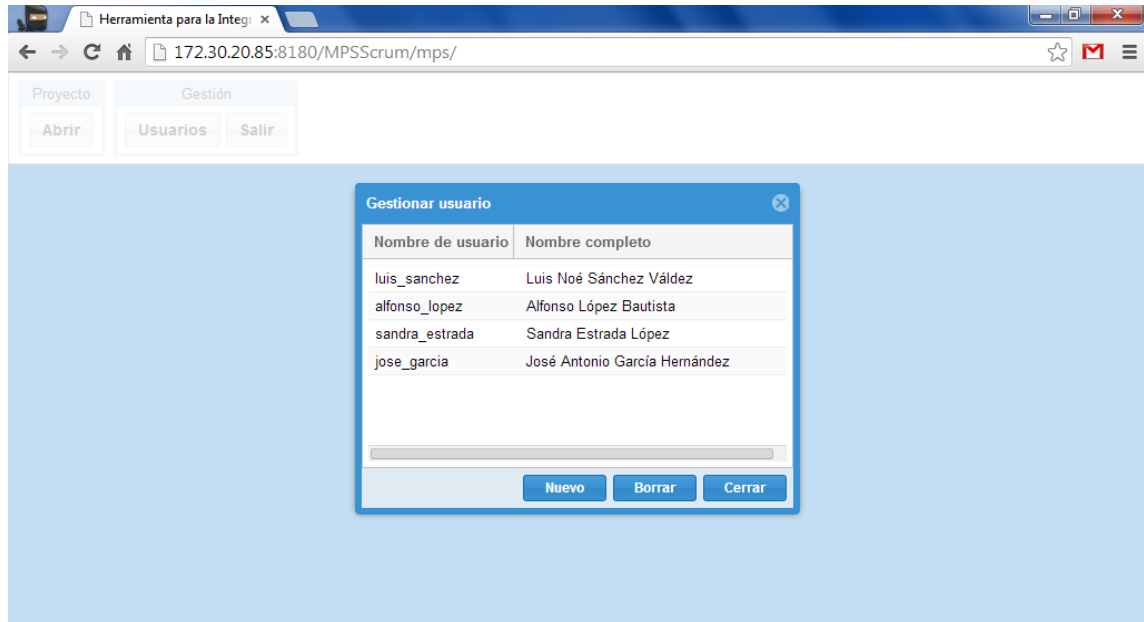 Herramienta para la Integr
172.30.20.85:8180/MPSScrum/mps/
Proyecto Gestión
Abrir Usuarios Salir
Gestionar usuario
Nombre de usuario Nombre completo
luis_sanchez Luis Noé Sánchez Váldez
alfonso_lopez Alfonso López Bautista
sandra_estrada Sandra Estrada López
jose_garcia José Antonio García Hernández
Nuevo Borrar Cerrar